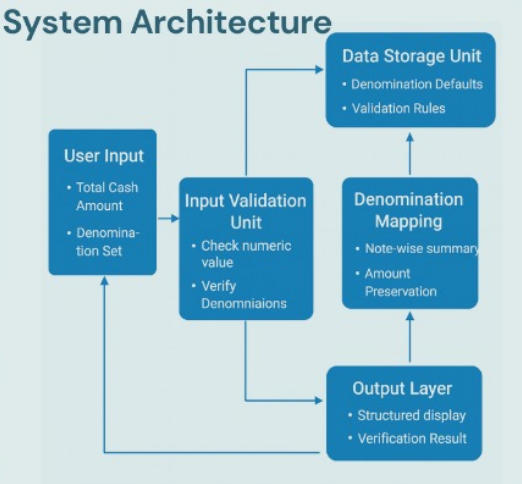 System Architecture
Data Storage Unit
• Denomination Defaults
• Validation Rules
User Input
• Total Cash
Amount
• Denomina-
tion Set
Input Validation
Unit
• Check numeric
value
• Verify
Denomniaions
Denomination
Mapping
• Note-wise summary
• Amount
Preservation
Output Layer
• Structured display
• Verification Result